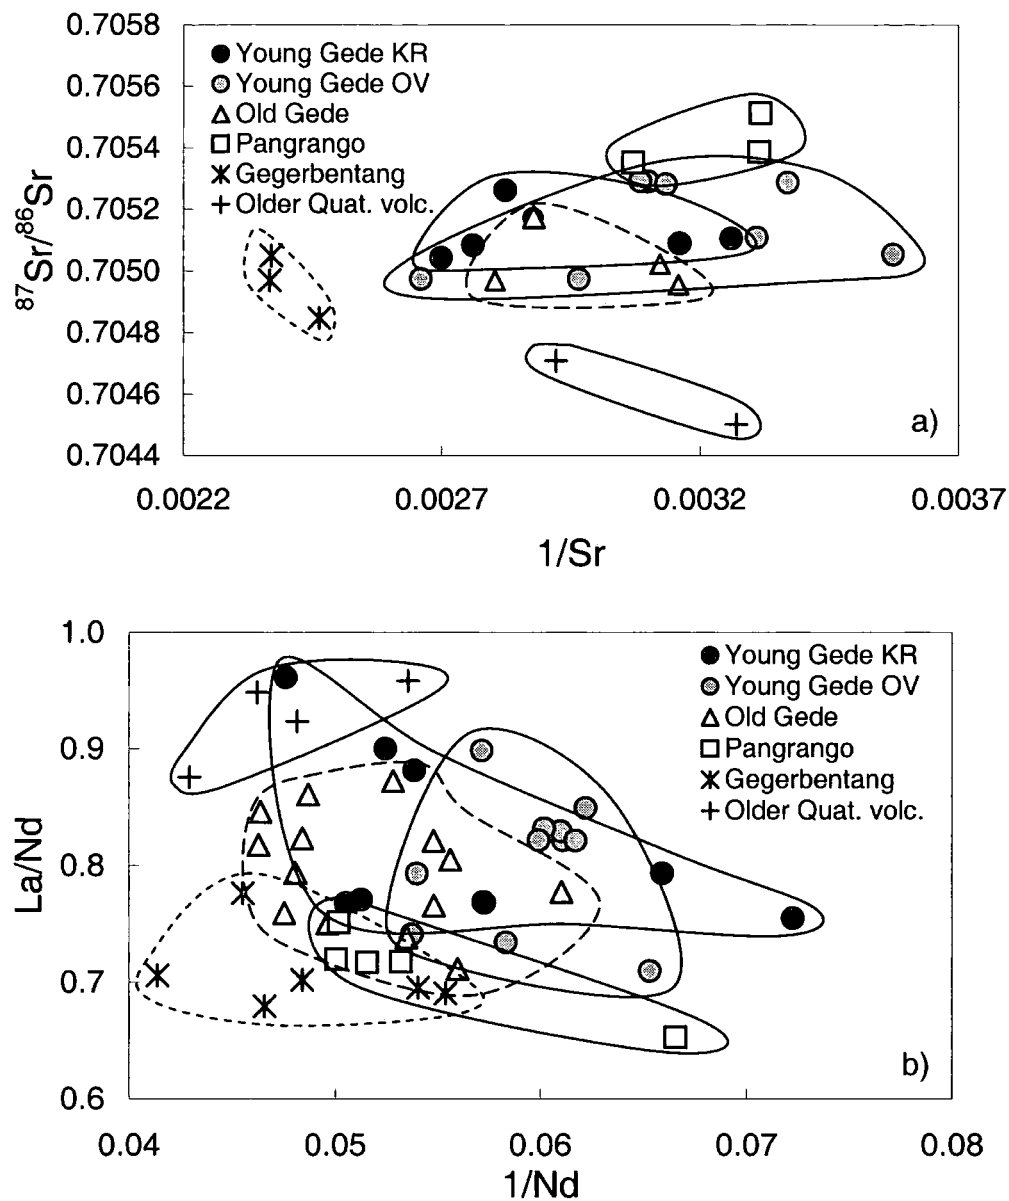 0.7058
0.7056
0.7054
0.7052
0.7050
0.7048
0.7046
0.7044
87Sr/86Sr
Young Gede KR
Young Gede OV
Old Gede
Pangrango
Gegerbentang
Older Quat. volc.
a)
0.0022 0.0027 0.0032 0.0037
1/Sr
1.0
0.9
0.8
0.7
0.6
La/Nd
Young Gede KR
Young Gede OV
Old Gede
Pangrango
Gegerbentang
Older Quat. volc.
b)
0.04 0.05 0.06 0.07 0.08
1/Nd